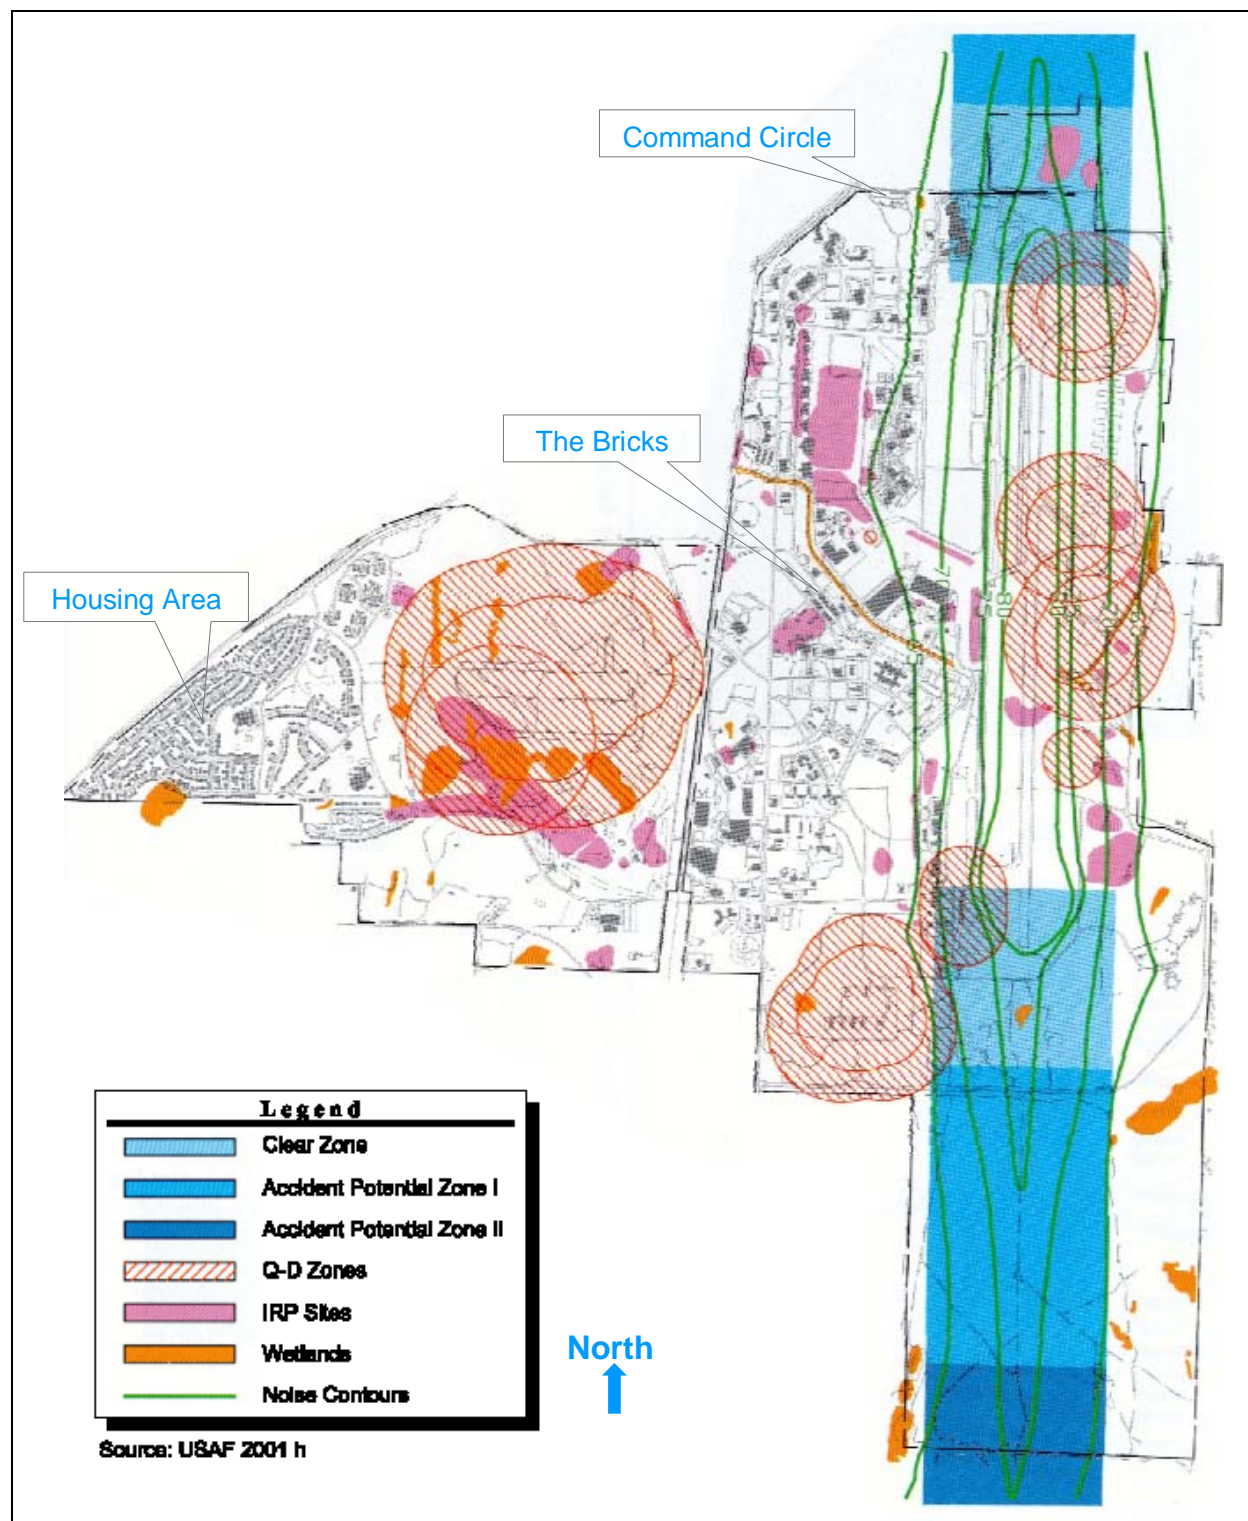 Command Circle
The Bricks
Housing Area
Legend
Clear Zone
Accident Potential Zone I
Accident Potential Zone II
Q-D Zones
IRP Sites
Wetlands
Noise Contours
North
Source: USAF 2001 h